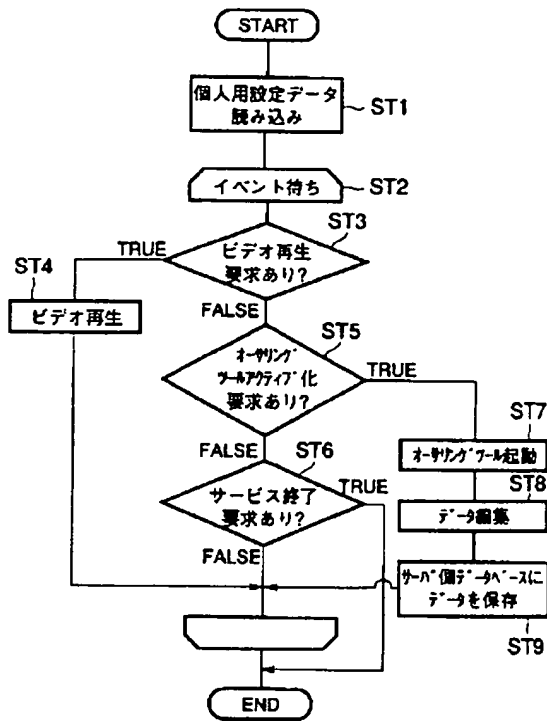 START
個人用設定データ
読み込み
ST1
イベント待ち
ST2
ST3
TRUE
ビデオ再生
要求あり?
ST4
ビデオ再生
FALSE
ST5
オーサリング
ツールアクティブ化
要求あり?
TRUE
ST7
オーサリングツール起動
FALSE
ST6
ST8
サービス終了
要求あり?
TRUE
データ編集
FALSE
サーバ側データベースに
データを保存
ST9
END